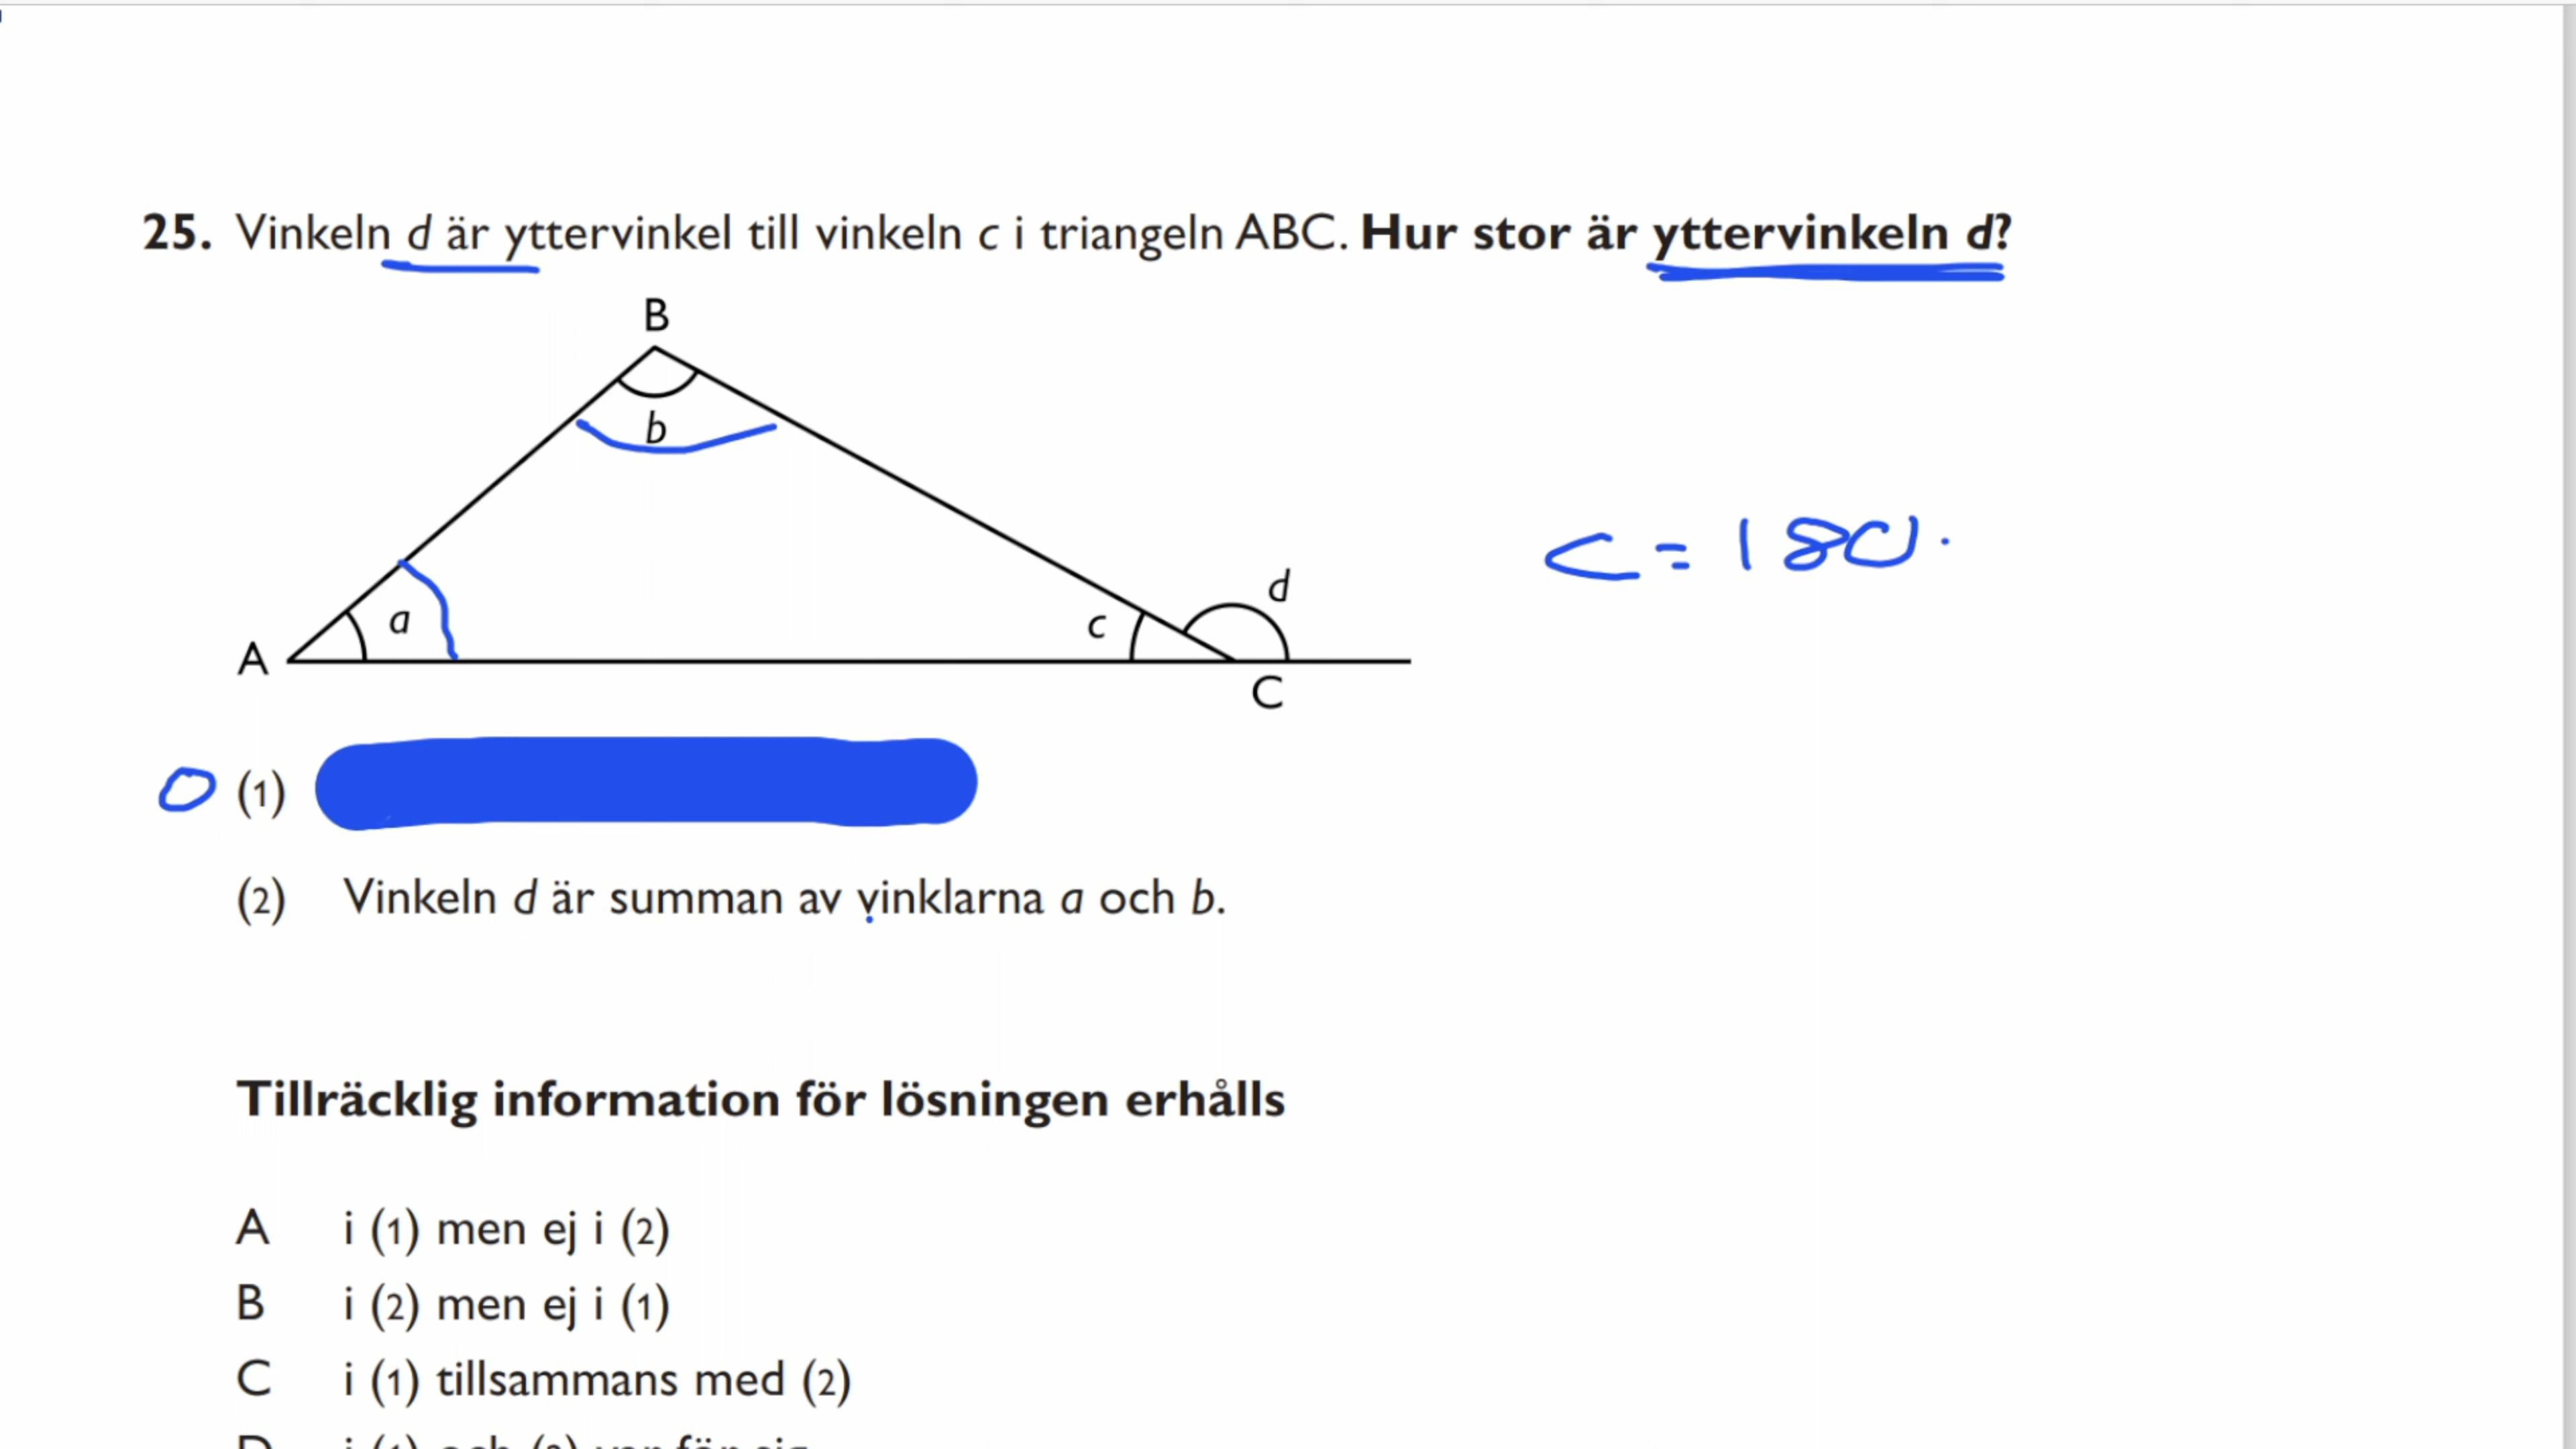 25. Vinkeln d är yttervinkel till vinkeln c i triangeln ABC. Hur stor är yttervinkeln d?
B
b
c = 180.
d
a
c
A
C
(1)
(2) Vinkeln d är summan av vinklarna a och b.
Tillräcklig information för lösningen erhålls
A i (1) men ej i (2)
B i (2) men ej i (1)
C i (1) tillsammans med (2)